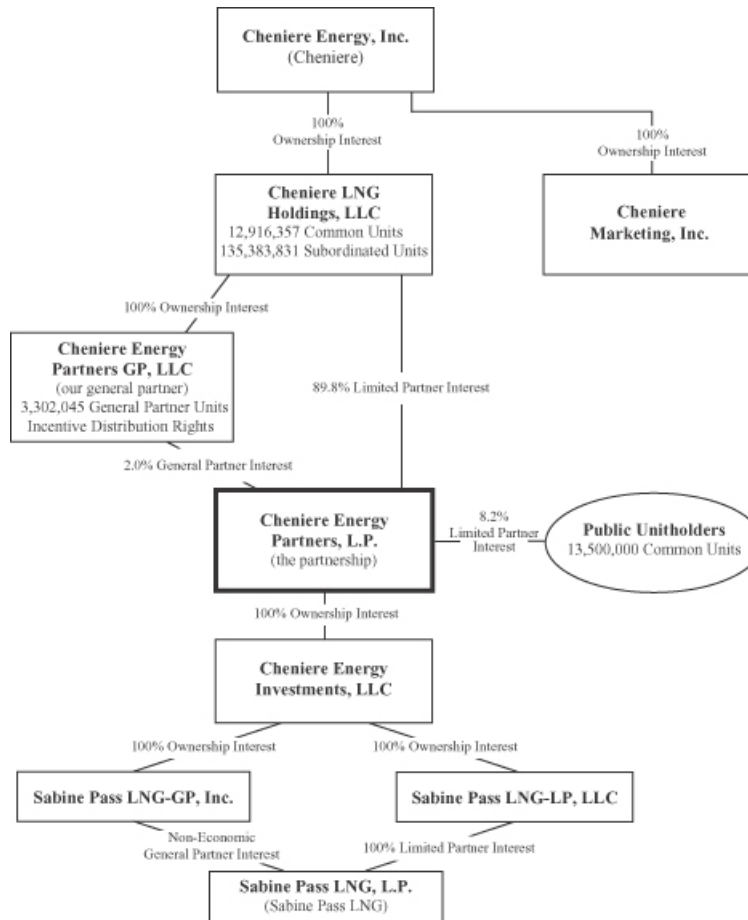 Cheniere Energy, Inc.
(Cheniere)
100%
Ownership Interest
100%
Ownership Interest
Cheniere LNG
Holdings, LLC
12,916,357 Common Units
135,383,831 Subordinated Units
Cheniere
Marketing, Inc.
100% Ownership Interest
Cheniere Energy
Partners GP, LLC
(our general partner)
3,302,045 General Partner Units
Incentive Distribution Rights
89.8% Limited Partner Interest
2.0% General Partner Interest
Cheniere Energy
Partners, L.P.
(the partnership)
8.2%
Limited Partner
Interest
Public Unitholders
13,500,000 Common Units
100% Ownership Interest
Cheniere Energy
Investments, LLC
100% Ownership Interest
100% Ownership Interest
Sabine Pass LNG-GP, Inc.
Sabine Pass LNG-LP, LLC
Non-Economic
General Partner Interest
100% Limited Partner Interest
Sabine Pass LNG, L.P.
(Sabine Pass LNG)